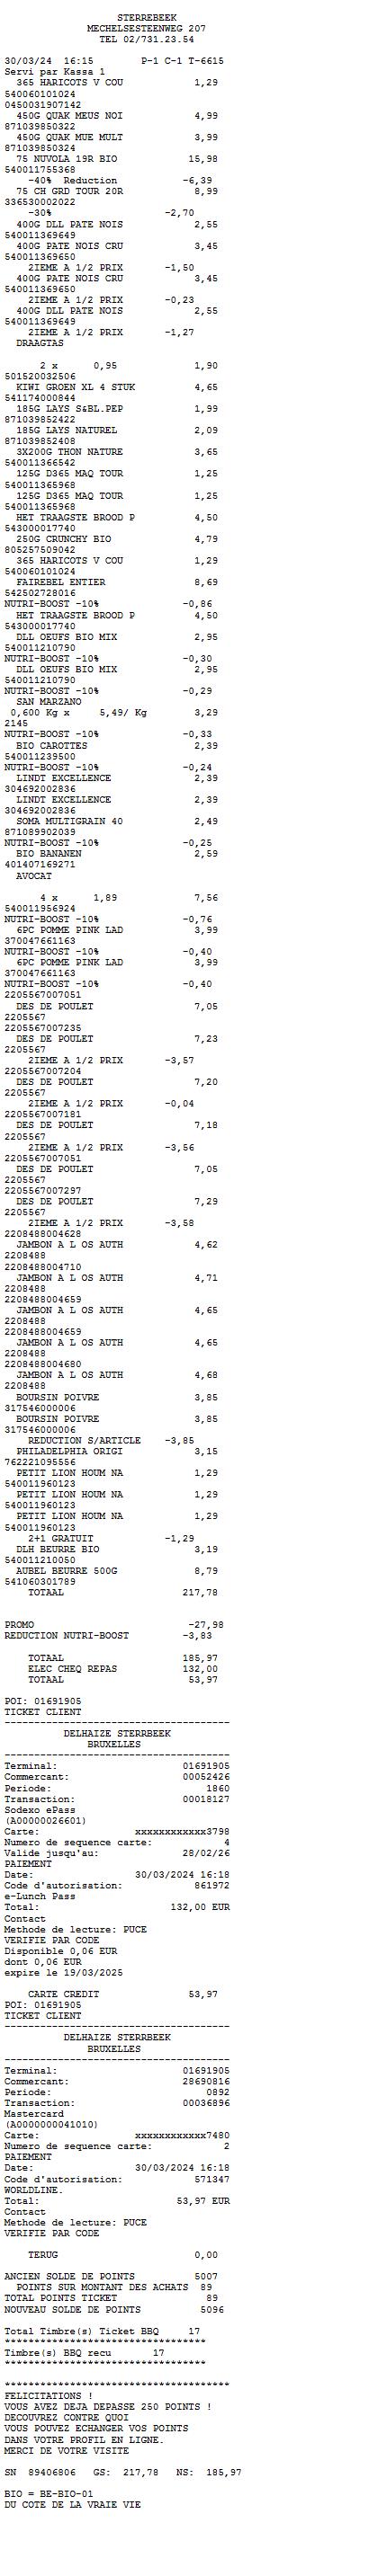 STERREBEEK
MECHELSESTEENWEG 207
TEL 02/731.23.54
30/03/24 16:15 P-1 C-1 T-6615
Servi par Kassa 1
365 HARICOTS V COU 1,29
540060101024
0450031907142
450G QUAK MEUS NOI 4,99
871039850322
450G QUAK MUE MULT 3,99
871039850324
75 NUVOLA 19R BIO 15,98
540011755368
-40% Reduction -6,39
75 CH GRD TOUR 20R 8,99
336530002022
-30% -2,70
400G DLL PATE NOIS 2,55
540011369649
400G PATE NOIS CRU 3,45
540011369650
2IEME A 1/2 PRIX -1,50
400G PATE NOIS CRU 3,45
540011369650
2IEME A 1/2 PRIX -0,23
400G DLL PATE NOIS 2,55
540011369649
2IEME A 1/2 PRIX -1,27
DRAAGTAS
2 x 0,95 1,90
501520032506
KIWI GROEN XL 4 STUK 4,65
541174000844
185G LAYS S&BL.PEP 1,99
871039852422
185G LAYS NATUREL 2,09
871039852408
3X200G THON NATURE 3,65
540011366542
125G D365 MAQ TOUR 1,25
540011365968
125G D365 MAQ TOUR 1,25
540011365968
HET TRAAGSTE BROOD P 4,50
543000017740
250G CRUNCHY BIO 4,79
805257509042
365 HARICOTS V COU 1,29
540060101024
FAIREBEL ENTIER 8,69
542502728016
NUTRI-BOOST -10% -0,86
HET TRAAGSTE BROOD P 4,50
543000017740
DLL OEUFS BIO MIX 2,95
540011210790
NUTRI-BOOST -10% -0,30
DLL OEUFS BIO MIX 2,95
540011210790
NUTRI-BOOST -10% -0,29
SAN MARZANO
0,600 Kg x 5,49/ Kg 3,29
2145
NUTRI-BOOST -10% -0,33
BIO CAROTTES 2,39
540011239500
NUTRI-BOOST -10% -0,24
LINDT EXCELLENCE 2,39
304692002836
LINDT EXCELLENCE 2,39
304692002836
SOMA MULTIGRAIN 40 2,49
871089902039
NUTRI-BOOST -10% -0,25
BIO BANANEN 2,59
401407169271
AVOCAT
4 x 1,89 7,56
540011956924
NUTRI-BOOST -10% -0,76
6PC POMME PINK LAD 3,99
370047661163
NUTRI-BOOST -10% -0,40
6PC POMME PINK LAD 3,99
370047661163
NUTRI-BOOST -10% -0,40
2205567007051
DES DE POULET 7,05
2205567
2205567007235
DES DE POULET 7,23
2205567
2IEME A 1/2 PRIX -3,57
2205567007204
DES DE POULET 7,20
2205567
2IEME A 1/2 PRIX -0,04
2205567007181
DES DE POULET 7,18
2205567
2IEME A 1/2 PRIX -3,56
2205567007051
DES DE POULET 7,05
2205567
2205567007297
DES DE POULET 7,29
2205567
2IEME A 1/2 PRIX -3,58
2208488004628
JAMBON A L OS AUTH 4,62
2208488
2208488004710
JAMBON A L OS AUTH 4,71
2208488
2208488004659
JAMBON A L OS AUTH 4,65
2208488
2208488004659
JAMBON A L OS AUTH 4,65
2208488
2208488004680
JAMBON A L OS AUTH 4,68
2208488
BOURSIN POIVRE 3,85
317546000006
BOURSIN POIVRE 3,85
317546000006
REDUCTION S/ARTICLE -3,85
PHILADELPHIA ORIGI 3,15
762221095556
PETIT LION HOUM NA 1,29
540011960123
PETIT LION HOUM NA 1,29
540011960123
PETIT LION HOUM NA 1,29
540011960123
2+1 GRATUIT -1,29
DLH BEURRE BIO 3,19
540011210050
AUBEL BEURRE 500G 8,79
541060301789
TOTAAL 217,78
PROMO -27,98
REDUCTION NUTRI-BOOST -3,83
TOTAAL 185,97
ELEC CHEQ REPAS 132,00
TOTAAL 53,97
POI: 01691905
TICKET CLIENT
--------------------------------------
DELHAIZE STERRBEEK
BRUXELLES
--------------------------------------
Terminal: 01691905
Commercant: 00052426
Periode: 1860
Transaction: 00018127
Sodexo ePass
(A00000026601)
Carte: xxxxxxxxxxxx3798
Numero de sequence carte: 4
Valide jusqu'au: 28/02/26
PAIEMENT
Date: 30/03/2024 16:18
Code d'autorisation: 861972
e-Lunch Pass
Total: 132,00 EUR
Contact
Methode de lecture: PUCE
VERIFIE PAR CODE
Disponible 0,06 EUR
dont 0,06 EUR
expire le 19/03/2025
CARTE CREDIT 53,97
POI: 01691905
TICKET CLIENT
--------------------------------------
DELHAIZE STERRBEEK
BRUXELLES
--------------------------------------
Terminal: 01691905
Commercant: 28690816
Periode: 0892
Transaction: 00036896
Mastercard
(A0000000041010)
Carte: xxxxxxxxxxxx7480
Numero de sequence carte: 2
PAIEMENT
Date: 30/03/2024 16:18
Code d'autorisation: 571347
WORLDLINE.
Total: 53,97 EUR
Contact
Methode de lecture: PUCE
VERIFIE PAR CODE
TERUG 0,00
ANCIEN SOLDE DE POINTS 5007
POINTS SUR MONTANT DES ACHATS 89
TOTAL POINTS TICKET 89
NOUVEAU SOLDE DE POINTS 5096
Total Timbre(s) Ticket BBQ 17
**********************************
Timbre(s) BBQ recu 17
**********************************
**************************************
FELICITATIONS !
VOUS AVEZ DEJA DEPASSE 250 POINTS !
DECOUVREZ CONTRE QUOI
VOUS POUVEZ ECHANGER VOS POINTS
DANS VOTRE PROFIL EN LIGNE.
MERCI DE VOTRE VISITE
SN 89406806 GS: 217,78 NS: 185,97
BIO = BE-BIO-01
DU COTE DE LA VRAIE VIE